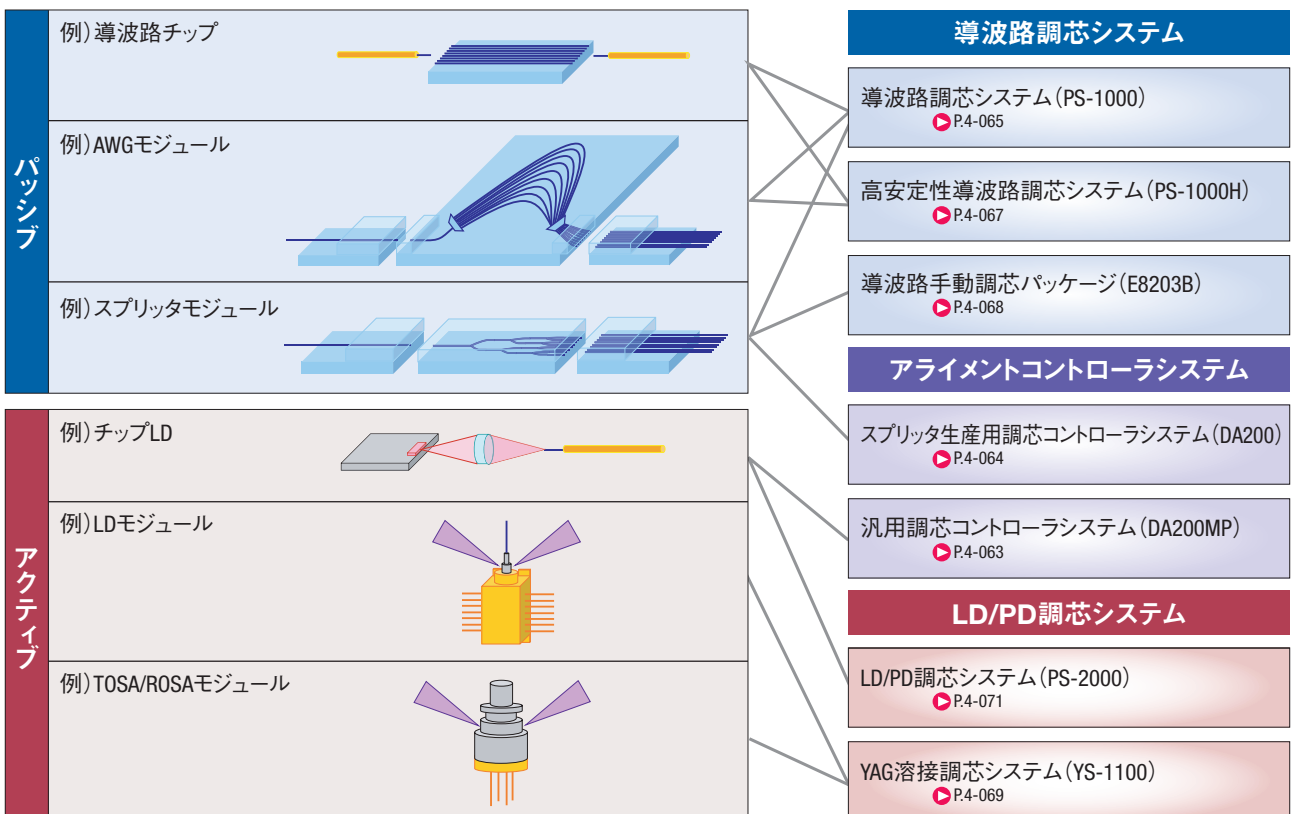 パッシブ
例)導波路チップ
例)AWGモジュール
例)スプリッタモジュール
アクティブ
例)チップLD
例)LDモジュール
例)TOSA/ROSAモジュール
導波路調芯システム
導波路調芯システム(PS-1000)
P.4-065
高安定性導波路調芯システム(PS-1000H)
P.4-067
導波路手動調芯パッケージ(E8203B)
P.4-068
アライメントコントローラシステム
スプリッタ生産用調芯コントローラシステム(DA200)
P.4-064
汎用調芯コントローラシステム(DA200MP)
P.4-063
LD/PD調芯システム
LD/PD調芯システム(PS-2000)
P.4-071
YAG溶接調芯システム(YS-1100)
P.4-069